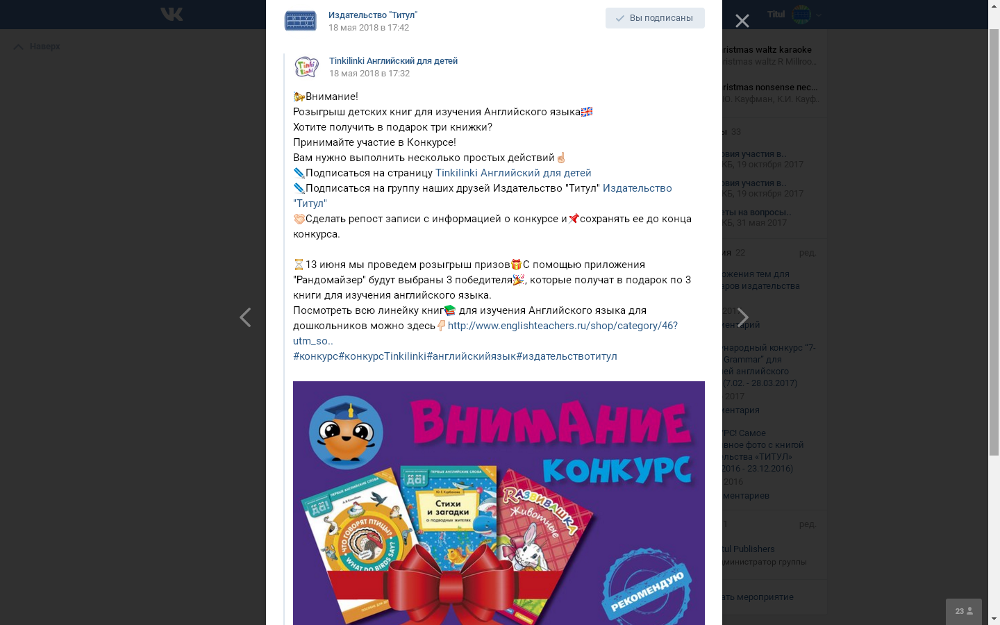 Издательство "Титул"
18 мая 2018 в 17:42
Вы подписаны
Titul
Наверх
Tinkilinki Английский для детей
18 мая 2018 в 17:32
Внимание!
Розыгрыш детских книг для изучения Английского языка
Хотите получить в подарок три книжки?
Принимайте участие в Конкурсе!
Вам нужно выполнить несколько простых действий
Подписаться на страницу Tinkilinki Английский для детей
Подписаться на группу наших друзей Издательство "Титул" Издательство
"Титул"
Сделать репост записи с информацией о конкурсе и сохранять ее до конца
конкурса.
13 июня мы проведем розыгрыш призов С помощью приложения
"Рандомайзер" будут выбраны 3 победителя, которые получат в подарок по 3
книги для изучения английского языка.
Посмотреть всю линейку книг для изучения Английского языка для
дошкольников можно здесь http://www.englishteachers.ru/shop/category/46?
utm_so..
#конкурс#конкурсTinkilinki#английскийязык#издательствотитул
ВНИМАНИЕ
КОНКУРС
ПЕРВЫЕ АНГЛИЙСКИЕ СЛОВА
ДА!
ЧТО ГОВОРЯТ ПТИЦЫ?
WHAT DO BIRDS SAY?
ПЕРВЫЕ АНГЛИЙСКИЕ СЛОВА
ДА!
Ю.Г. Курбанова
Стихи
и загадки
о подводных жителях
РАЗВИВАШКА
Животные
РЕКОМЕНДУЮ
ristmas waltz karaoke
ristmas waltz R Millroo...
ristmas nonsense пес...
Ю. Кауфман, К.И. Кауф..
ы 33
овия участия в..
КБ, 19 октября 2017
овия участия в..
КБ, 19 октября 2017
еты на вопросы..
КБ, 31 мая 2017
ия 22
ред.
ожения тем для
аров издательства
ментарий
ународный конкурс "7-
Grammar" для
ей английского
(7.02. - 28.03.2017)
2017
ментария
УРС! Самое
вное фото с книгой
ельства «ТИТУЛ»
2016 - 23.12.2016)
2016
ментариев
1
ред.
tul Publishers
дминистратор группы
ать мероприятие
23